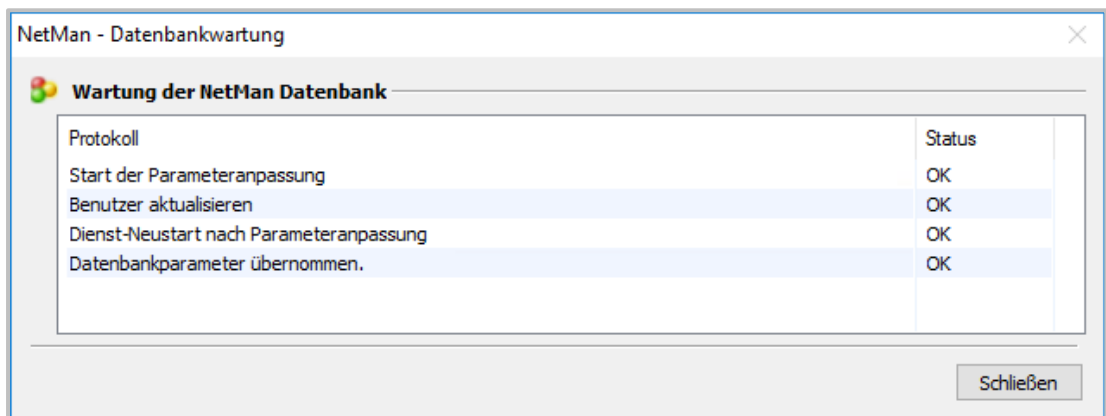 NetMan - Datenbankwartung
Wartung der NetMan Datenbank
Protokoll Status
Start der Parameteranpassung OK
Benutzer aktualisieren OK
Dienst-Neustart nach Parameteranpassung OK
Datenbankparameter übernommen. OK
Schließen